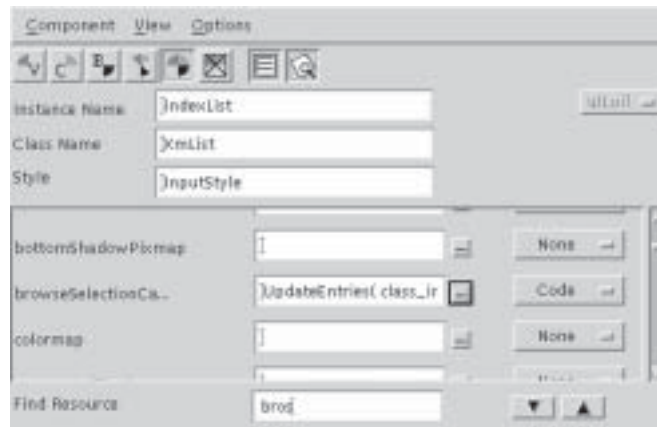 Component View Options
Instance Name IndexList
Class Name XmList
Style InputStyle
bottomShadowPixmap None
browseSelectionCa... UpdateEntries( class_ir Code
colormap None
Find Resource bros